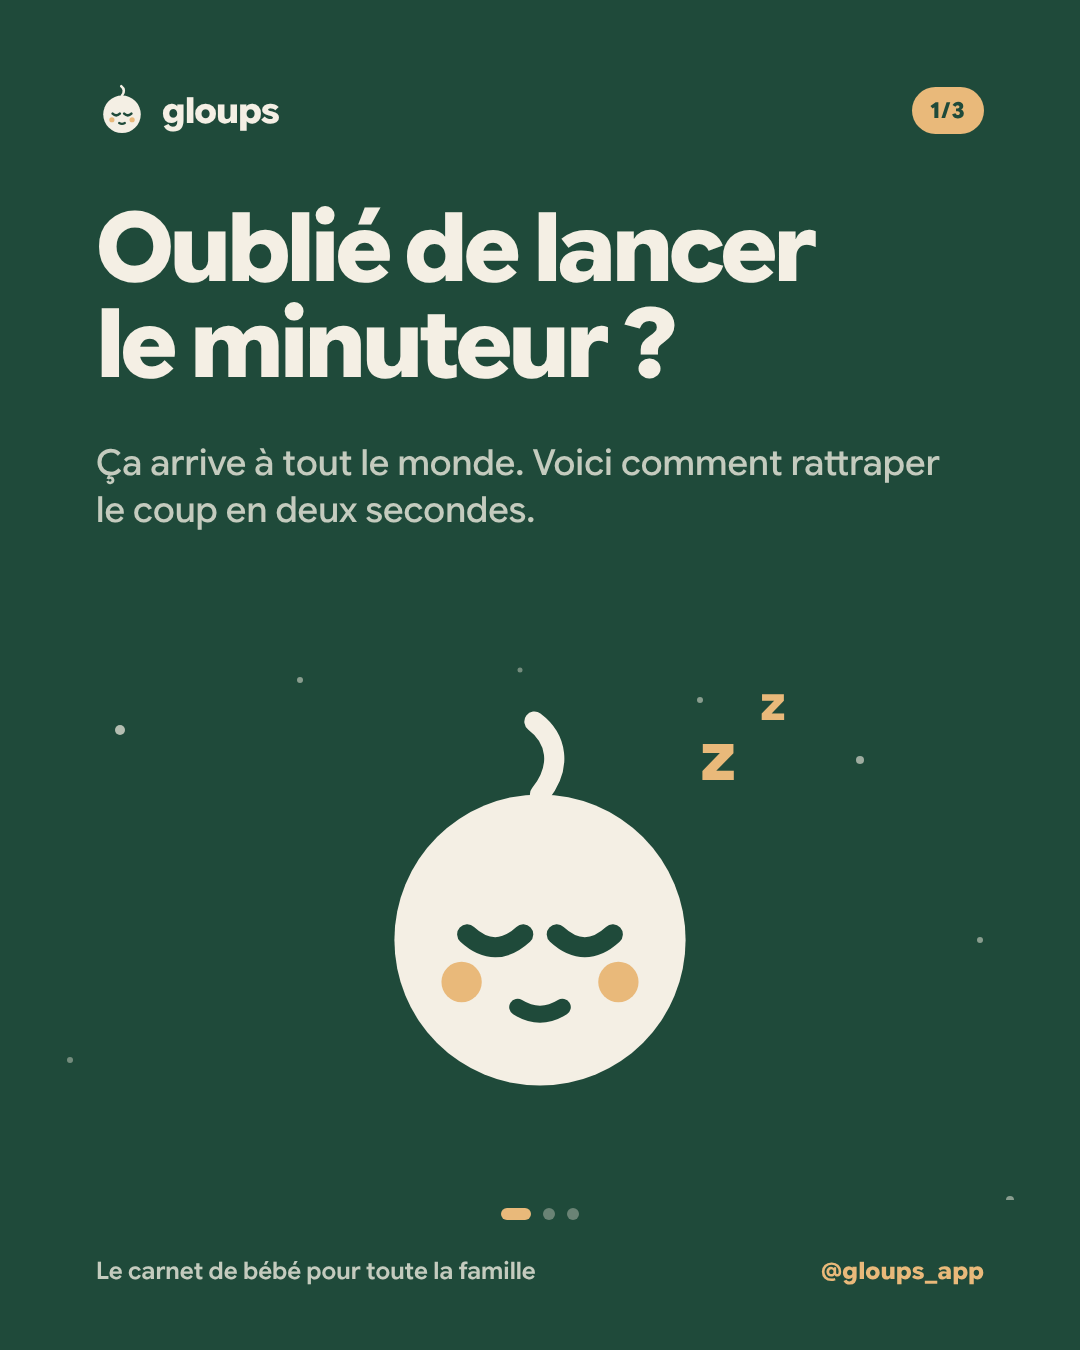 gloups
1/3
Oublié de lancer
le minuteur ?
Ça arrive à tout le monde. Voici comment rattraper
le coup en deux secondes.
z
z
Le carnet de bébé pour toute la famille
@gloups_app